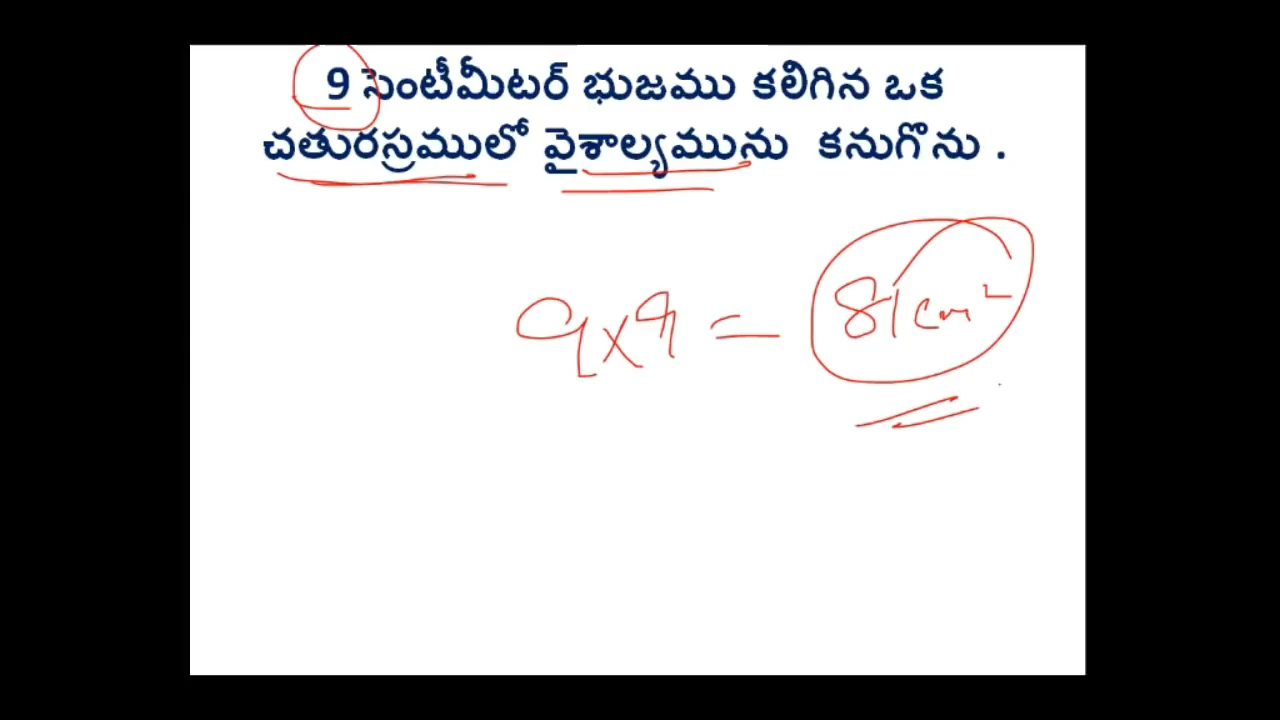 9 సెంటీమీటర్ భుజము కలిగిన ఒక
చతురస్రములో వైశాల్యమును కనుగొను .
9x9 = 81cm²